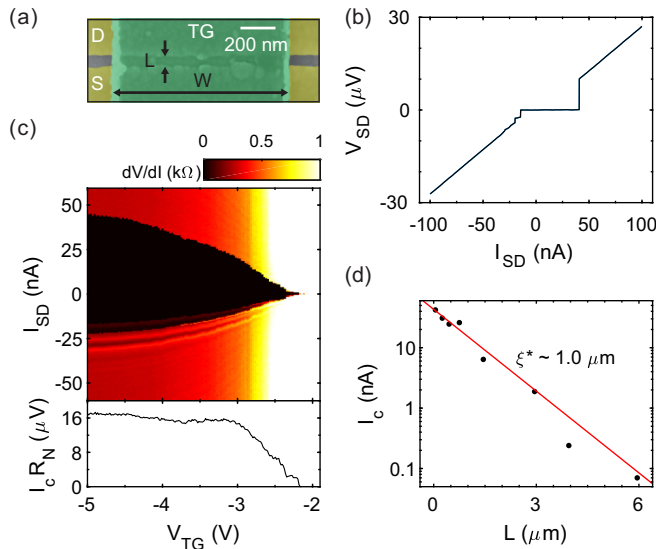 (a)
D
TG
200 nm
L
S
W
(b)
30
0
-30
V_SD (μV)
-100
-50
0
50
100
I_SD (nA)
(c)
0
0.5
1
dV/dI (kΩ)
50
25
0
-25
-50
I_SD (nA)
16
8
0
I_c R_N (μV)
-5
-4
-3
-2
V_TG (V)
(d)
10
1
0.1
I_c (nA)
ξ* ~ 1.0 μm
0
3
6
L (μm)